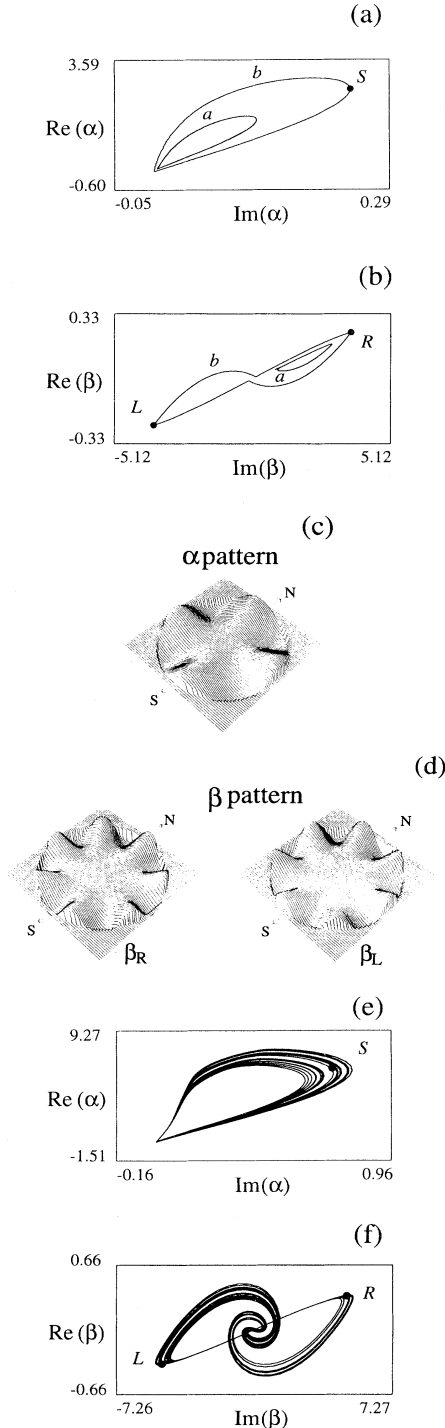 (a)
3.59
b
S
a
Re (α)
-0.60
-0.05
0.29
Im(α)
(b)
0.33
b
R
Re (β)
a
L
-0.33
-5.12
5.12
Im(β)
(c)
α pattern
N
S
(d)
β pattern
N
N
S
S
βR
βL
(e)
9.27
S
Re (α)
-1.51
-0.16
0.96
Im(α)
(f)
0.66
R
Re (β)
L
-0.66
-7.26
7.27
Im(β)